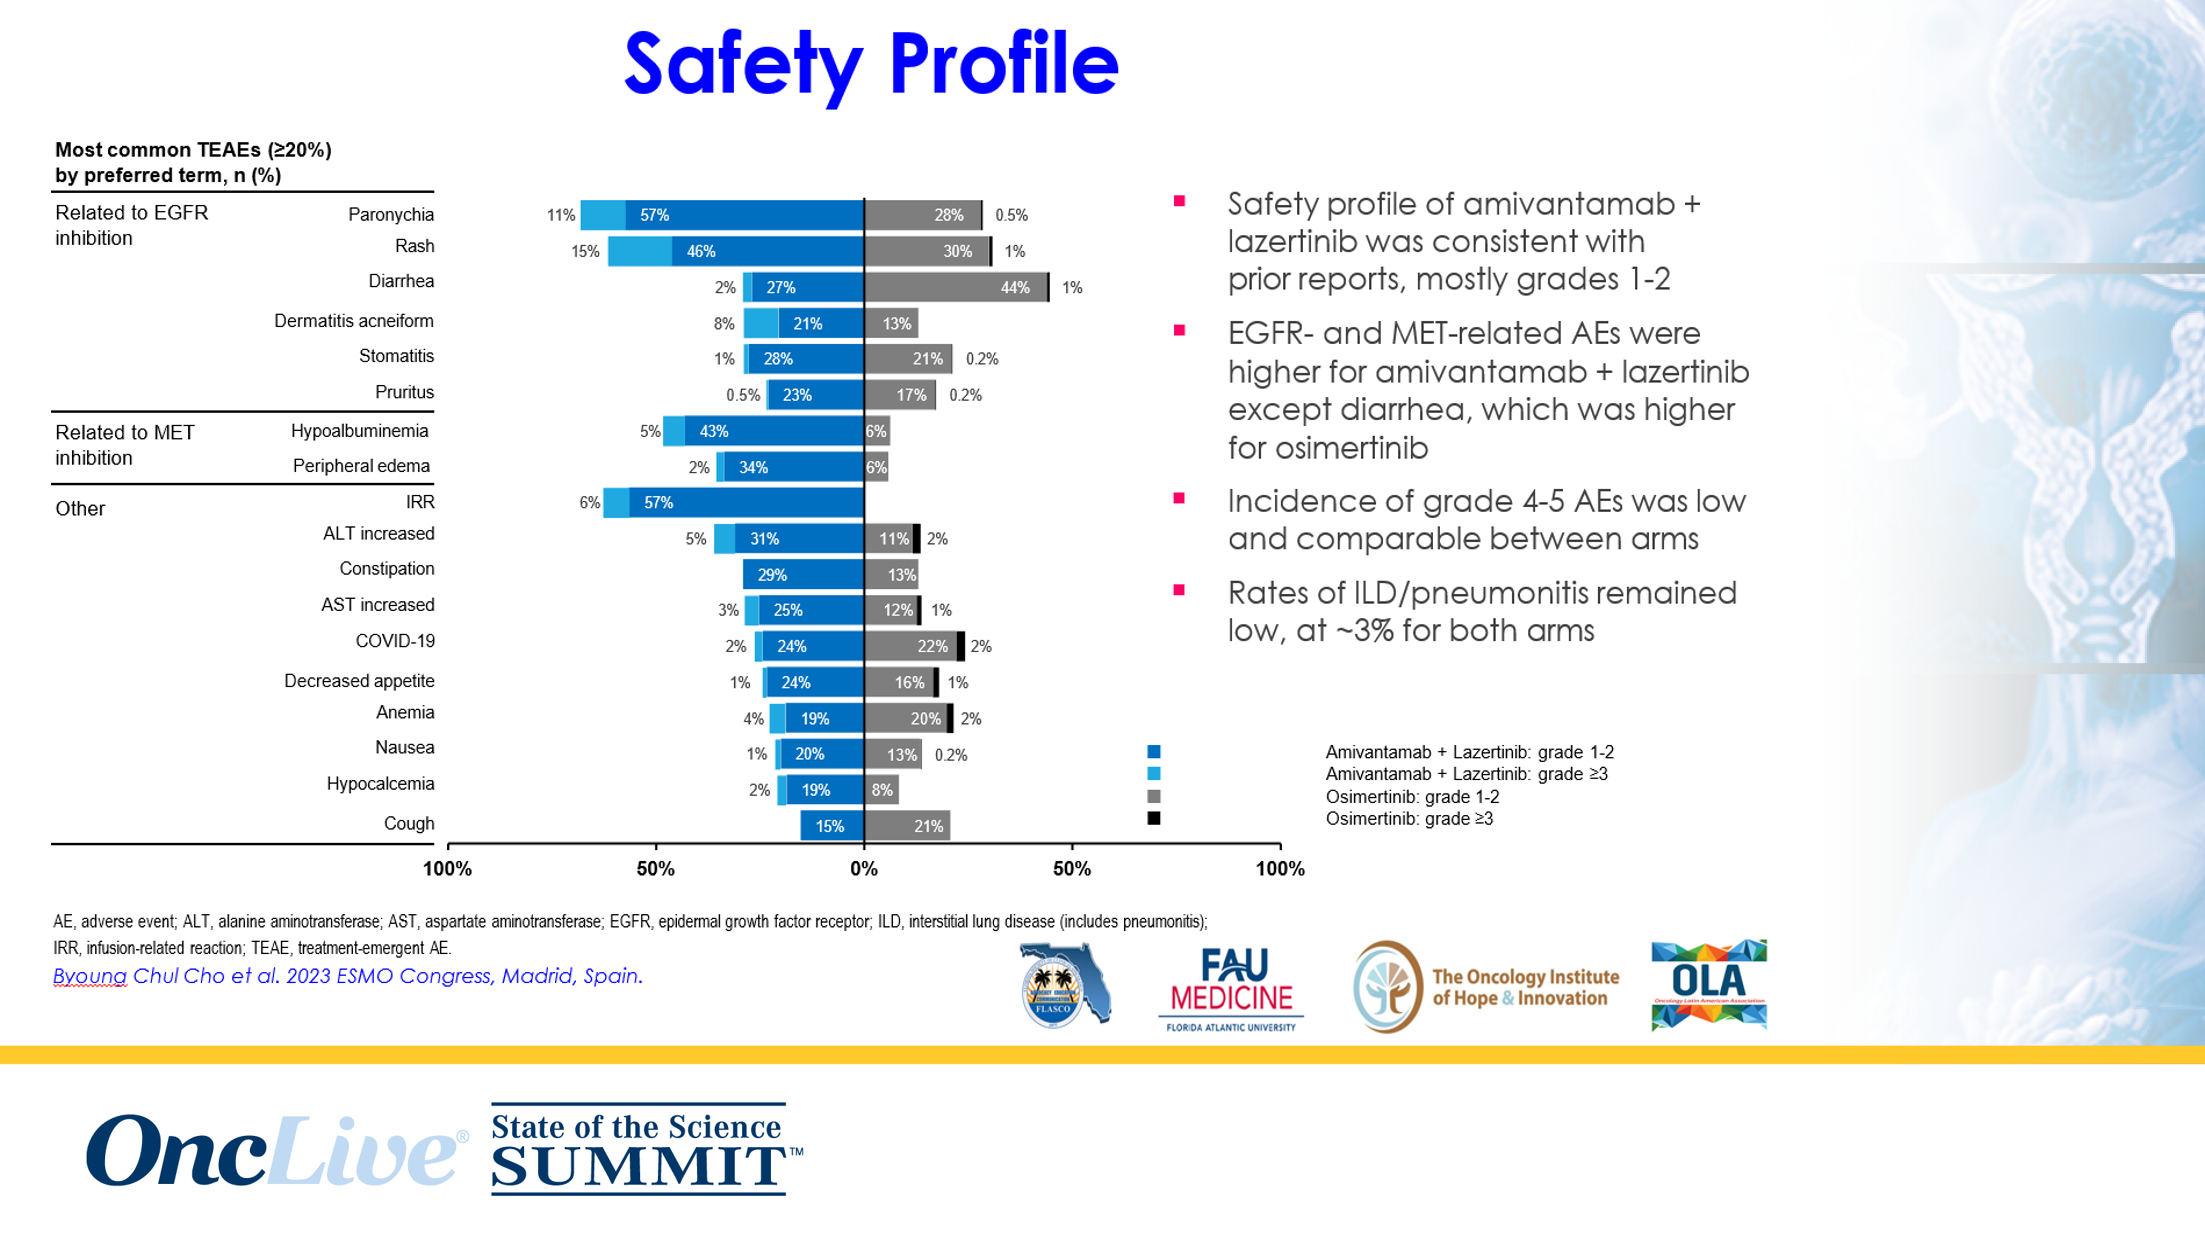 Safety Profile
Most common TEAEs (≥20%)
by preferred term, n (%)
Related to EGFR
inhibition
Paronychia 11% 57% 28% 0.5%
Rash 15% 46% 30% 1%
Diarrhea 2% 27% 44% 1%
Dermatitis acneiform 8% 21% 13%
Stomatitis 1% 28% 21% 0.2%
Pruritus 0.5% 23% 17% 0.2%
Related to MET
inhibition
Hypoalbuminemia 5% 43% 6%
Peripheral edema 2% 34% 6%
Other
IRR 6% 57%
ALT increased 5% 31% 11% 2%
Constipation 29% 13%
AST increased 3% 25% 12% 1%
COVID-19 2% 24% 22% 2%
Decreased appetite 1% 24% 16% 1%
Anemia 4% 19% 20% 2%
Nausea 1% 20% 13% 0.2%
Hypocalcemia 2% 19% 8%
Cough 15% 21%
100% 50% 0% 50% 100%
Safety profile of amivantamab +
lazertinib was consistent with
prior reports, mostly grades 1-2
EGFR- and MET-related AEs were
higher for amivantamab + lazertinib
except diarrhea, which was higher
for osimertinib
Incidence of grade 4-5 AEs was low
and comparable between arms
Rates of ILD/pneumonitis remained
low, at ~3% for both arms
Amivantamab + Lazertinib: grade 1-2
Amivantamab + Lazertinib: grade ≥3
Osimertinib: grade 1-2
Osimertinib: grade ≥3
AE, adverse event; ALT, alanine aminotransferase; AST, aspartate aminotransferase; EGFR, epidermal growth factor receptor; ILD, interstitial lung disease (includes pneumonitis);
IRR, infusion-related reaction; TEAE, treatment-emergent AE.
Byoung Chul Cho et al. 2023 ESMO Congress, Madrid, Spain.
FLASCO
FAU
MEDICINE
FLORIDA ATLANTIC UNIVERSITY
The Oncology Institute
of Hope & Innovation
OLA
Oncology Latin American Association
OncLive®
State of the Science
SUMMIT™